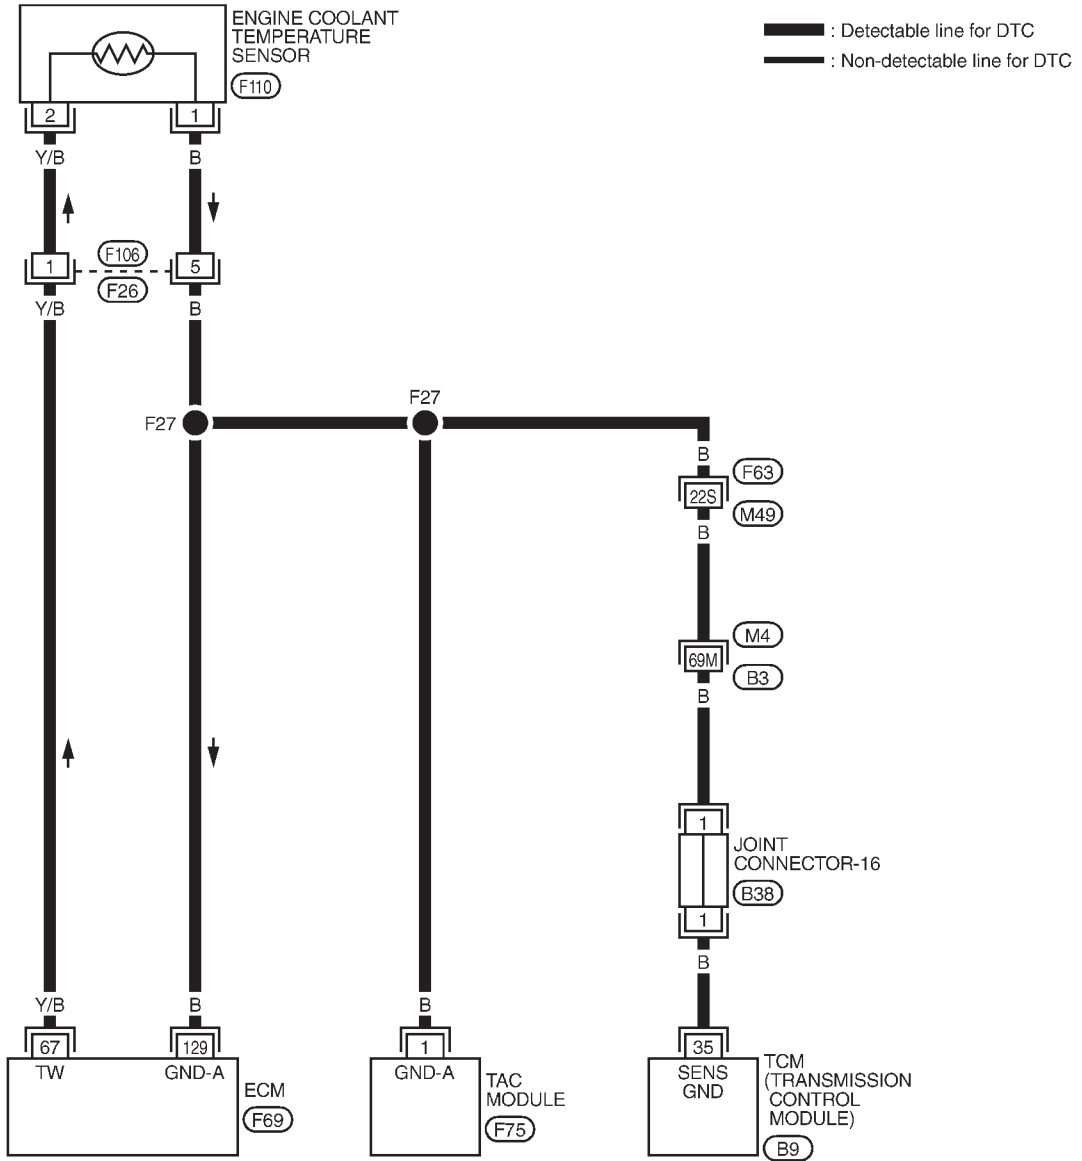 ENGINE COOLANT
TEMPERATURE
SENSOR
F110
: Detectable line for DTC
: Non-detectable line for DTC
2
1
Y/B
B
1
F106
F26
5
Y/B
B
F27
F27
B
F63
22S
M49
B
M4
69M
B3
B
1
JOINT
CONNECTOR-16
B38
1
B
Y/B
B
B
67
129
1
35
TW
GND-A
ECM
F69
GND-A
TAC
MODULE
F75
SENS
GND
TCM
(TRANSMISSION
CONTROL
MODULE)
B9